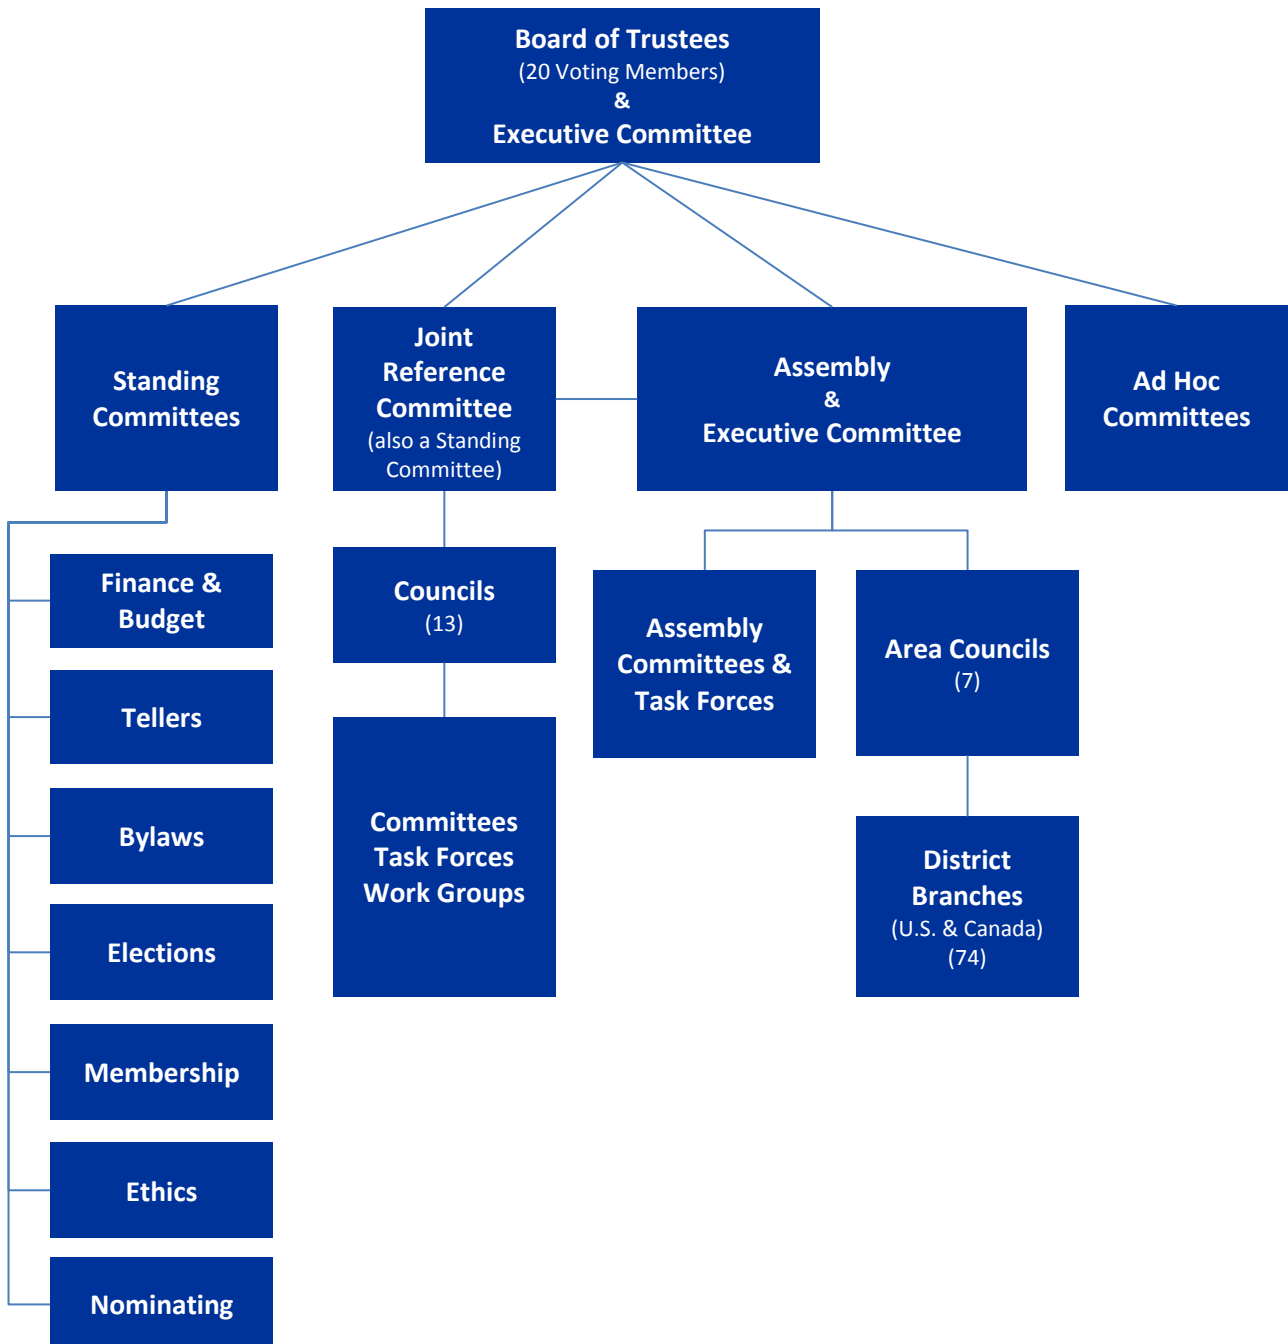 Board of Trustees
(20 Voting Members)
&
Executive Committee
Standing
Committees
Joint
Reference
Committee
(also a Standing
Committee)
Assembly
&
Executive Committee
Ad Hoc
Committees
Finance &
Budget
Tellers
Bylaws
Elections
Membership
Ethics
Nominating
Councils
(13)
Committees
Task Forces
Work Groups
Assembly
Committees &
Task Forces
Area Councils
(7)
District
Branches
(U.S. & Canada)
(74)